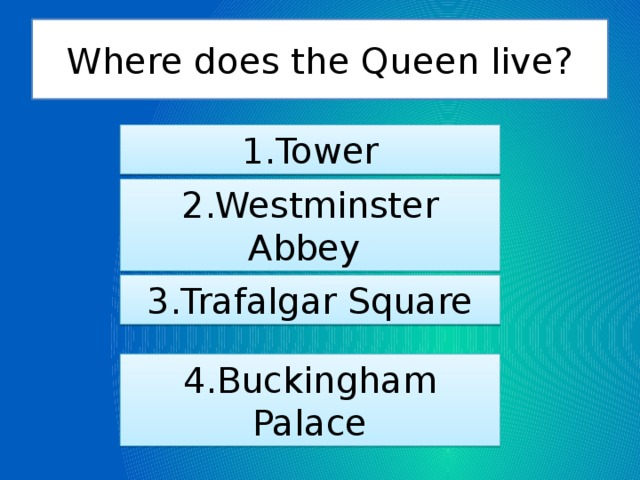 Where does the Queen live?
1.Tower
2.Westminster
Abbey
3.Trafalgar Square
4.Buckingham
Palace